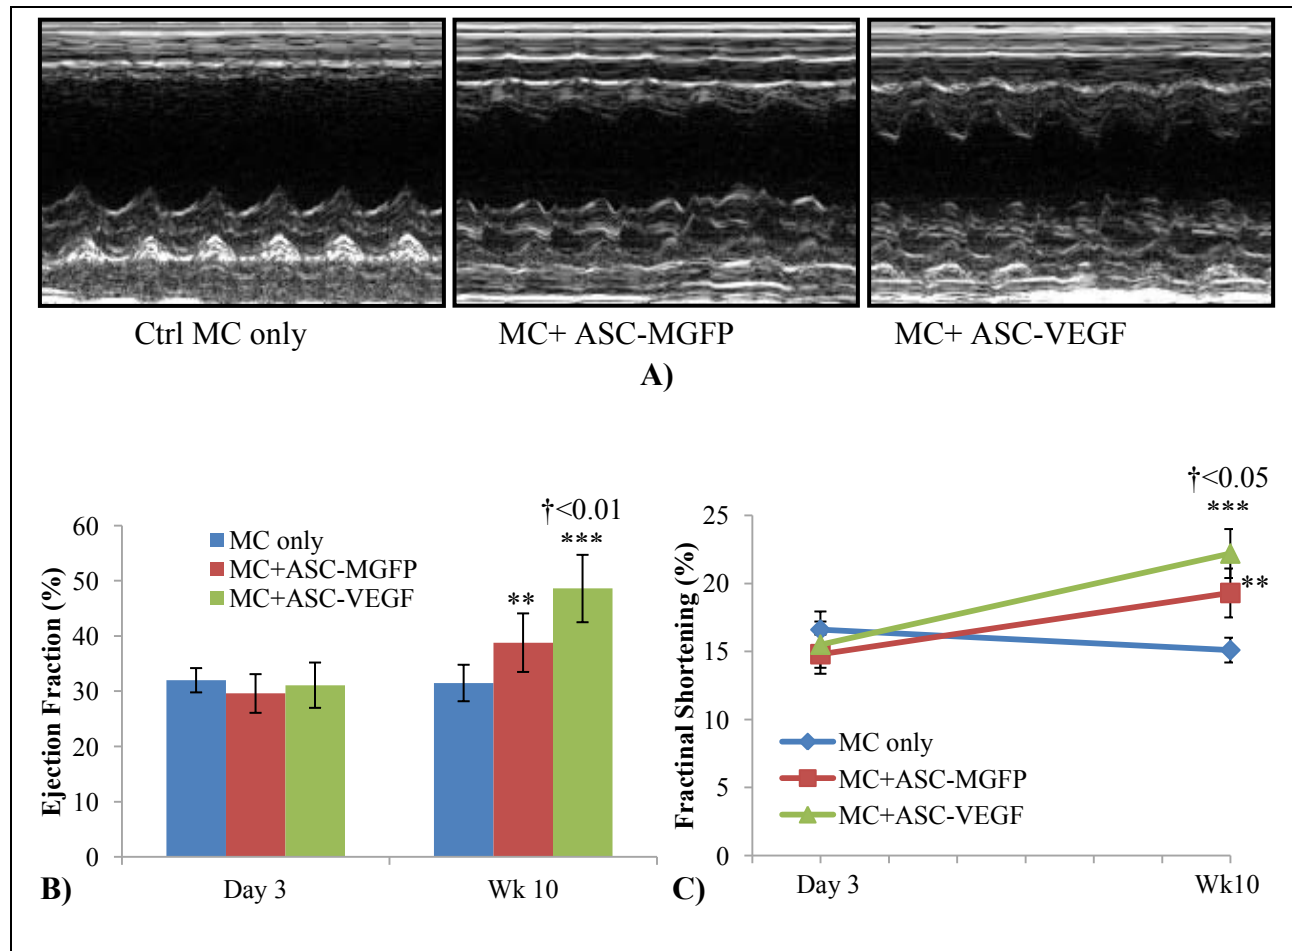 Ctrl MC only
MC+ ASC-MGFP
MC+ ASC-VEGF
A)
†<0.01
***
**
MC only
MC+ASC-MGFP
MC+ASC-VEGF
Ejection Fraction (%)
60
50
40
30
20
10
0
Day 3
Wk 10
B)
†<0.05
***
**
Fractinal Shortening (%)
25
20
15
10
5
0
MC only
MC+ASC-MGFP
MC+ASC-VEGF
Day 3
Wk10
C)